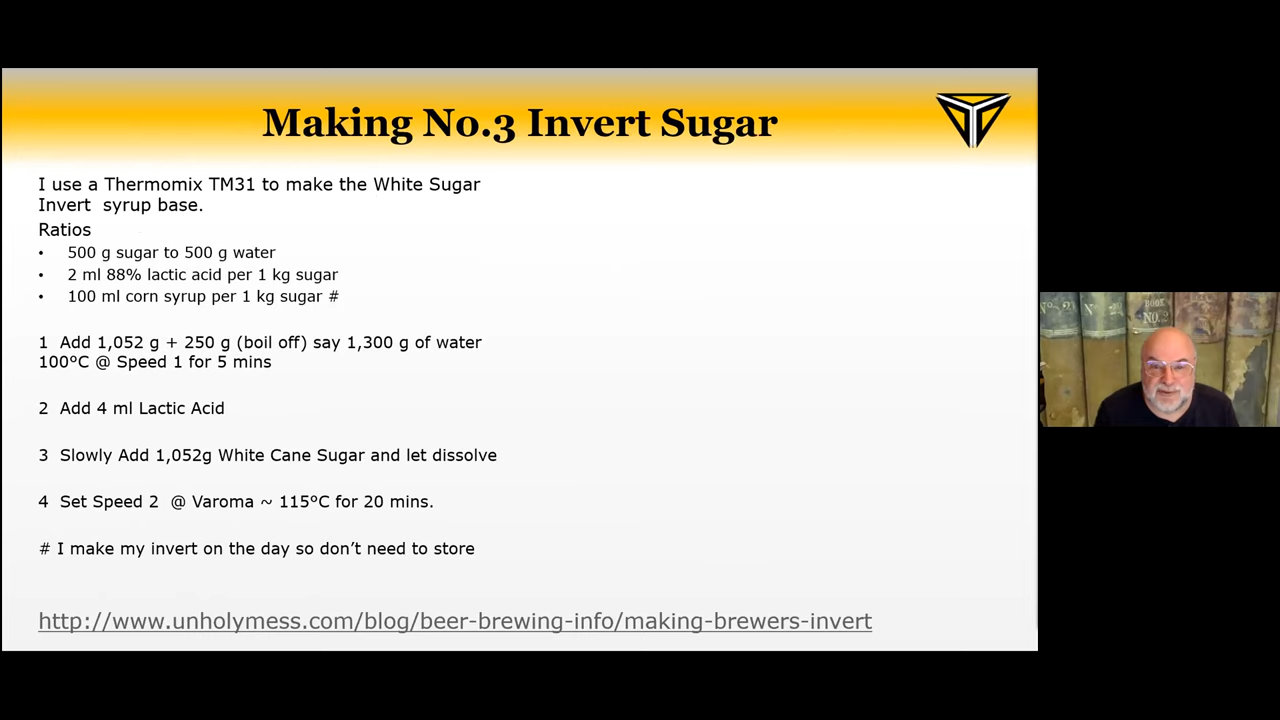 Making No.3 Invert Sugar
I use a Thermomix TM31 to make the White Sugar
Invert syrup base.
Ratios
• 500 g sugar to 500 g water
• 2 ml 88% lactic acid per 1 kg sugar
• 100 ml corn syrup per 1 kg sugar #
1 Add 1,052 g + 250 g (boil off) say 1,300 g of water
100°C @ Speed 1 for 5 mins
2 Add 4 ml Lactic Acid
3 Slowly Add 1,052g White Cane Sugar and let dissolve
4 Set Speed 2 @ Varoma ~ 115°C for 20 mins.
# I make my invert on the day so don’t need to store
http://www.unholymess.com/blog/beer-brewing-info/making-brewers-invert
BOOK
NO.